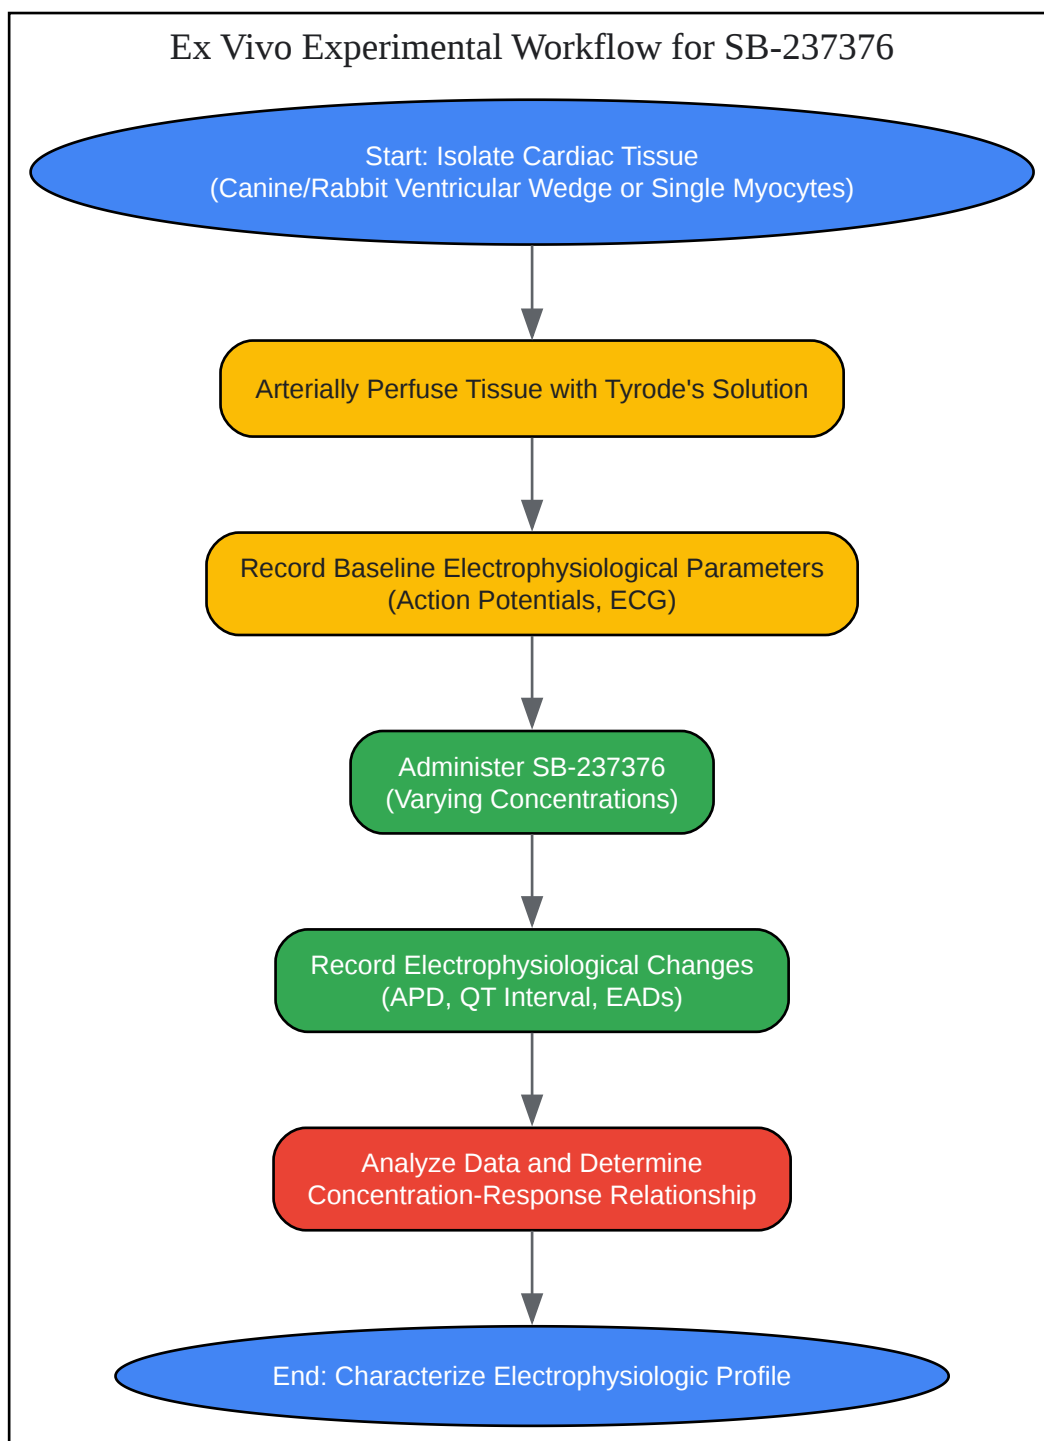 Ex Vivo Experimental Workflow for SB-237376
Start: Isolate Cardiac Tissue
(Canine/Rabbit Ventricular Wedge or Single Myocytes)
Arterially Perfuse Tissue with Tyrode's Solution
Record Baseline Electrophysiological Parameters
(Action Potentials, ECG)
Administer SB-237376
(Varying Concentrations)
Record Electrophysiological Changes
(APD, QT Interval, EADs)
Analyze Data and Determine
Concentration-Response Relationship
End: Characterize Electrophysiologic Profile